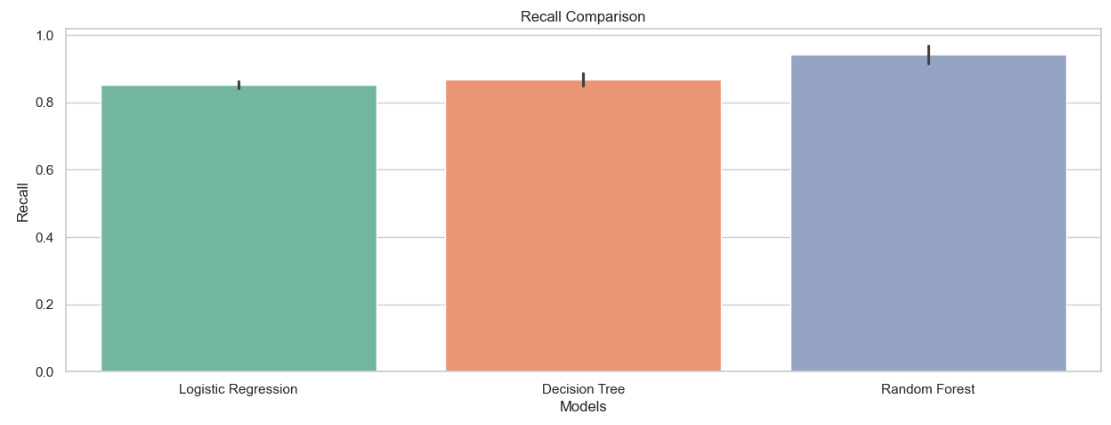 Recall Comparison
1.0
0.8
0.6
0.4
0.2
0.0
Recall
Logistic Regression
Decision Tree
Random Forest
Models